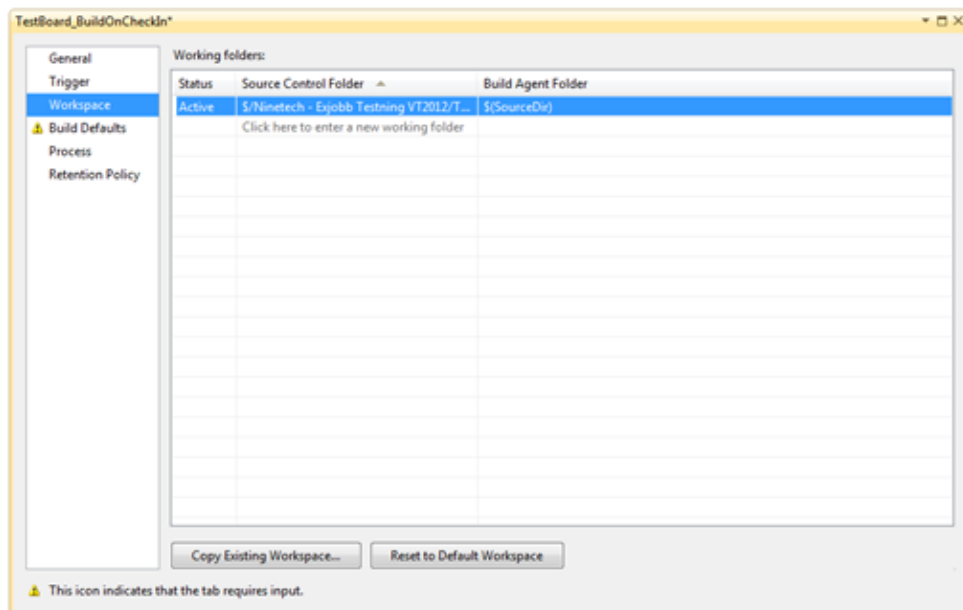 TestBoard_BuildOnCheckIn*
General
Trigger
Workspace
Build Defaults
Process
Retention Policy
Working folders:
Status Source Control Folder Build Agent Folder
Active $/Ninetech - Exjobb Testning VT2012/T... $(SourceDir)
Click here to enter a new working folder
Copy Existing Workspace... Reset to Default Workspace
This icon indicates that the tab requires input.